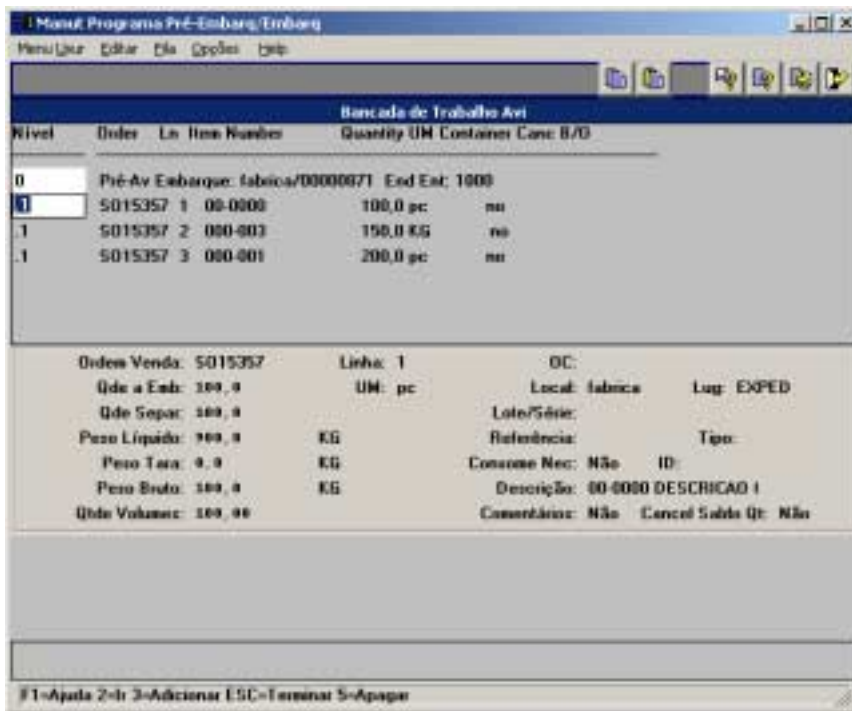 Manut Programa Pré-Embarq/Embarq
Menu Usur Editar Fila Opções Help
Bancada de Trabalho Avi
Nível Order Ln Item Number Quantity UM Container Canc B/O
0 Pré-Av Embarque: fabrica/00000071 End Ent: 1000
.1 SO15357 1 00-0000 100,0 pc no
.1 SO15357 2 000-003 150,0 KG no
.1 SO15357 3 000-001 200,0 pc no
Ordem Venda: SO15357 Linha: 1 OC:
Qde a Emb: 100,0 UM: pc Local: fabrica Lug: EXPED
Qde Separ: 100,0 Lote/Série:
Peso Líquido: 900,0 KG Referência: Tipo:
Peso Tara: 0,0 KG Consome Nec: Não ID:
Peso Bruto: 100,0 KG Descrição: 00-0000 DESCRICAO I
Qtde Volumes: 100,00 Comentários: Não Cancel Saldo Qt: Não
F1=Ajuda 2=Ir 3=Adicionar ESC=Terminar 5=Apagar